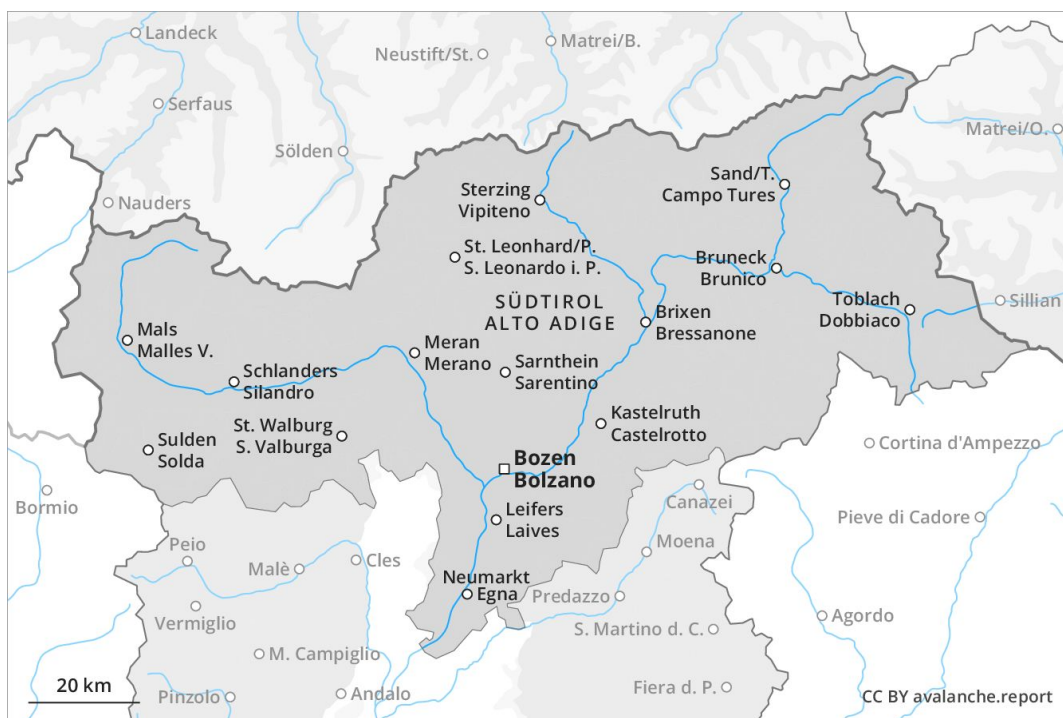 Landeck
Neustift/St.
Matrei/B.
Serfaus
Matrei/O.
Sölden
Sand/T.
Campo Tures
Sterzing
Vipiteno
Nauders
St. Leonhard/P.
S. Leonardo i. P.
Bruneck
Brunico
SÜDTIROL
ALTO ADIGE
Toblach
Dobbiaco
Sillian
Brixen
Bressanone
Mals
Malles V.
Meran
Merano
Sarnthein
Sarentino
Schlanders
Silandro
Kastelruth
Castelrotto
St. Walburg
S. Valburga
Sulden
Solda
Cortina d'Ampezzo
Bozen
Bolzano
Bormio
Canazei
Leifers
Laives
Pieve di Cadore
Moena
Peio
Cles
Malè
Neumarkt
Egna
Predazzo
Vermiglio
Agordo
S. Martino d. C.
M. Campiglio
20 km
Pinzolo
Andalo
Fiera d. P.
CC BY avalanche.report